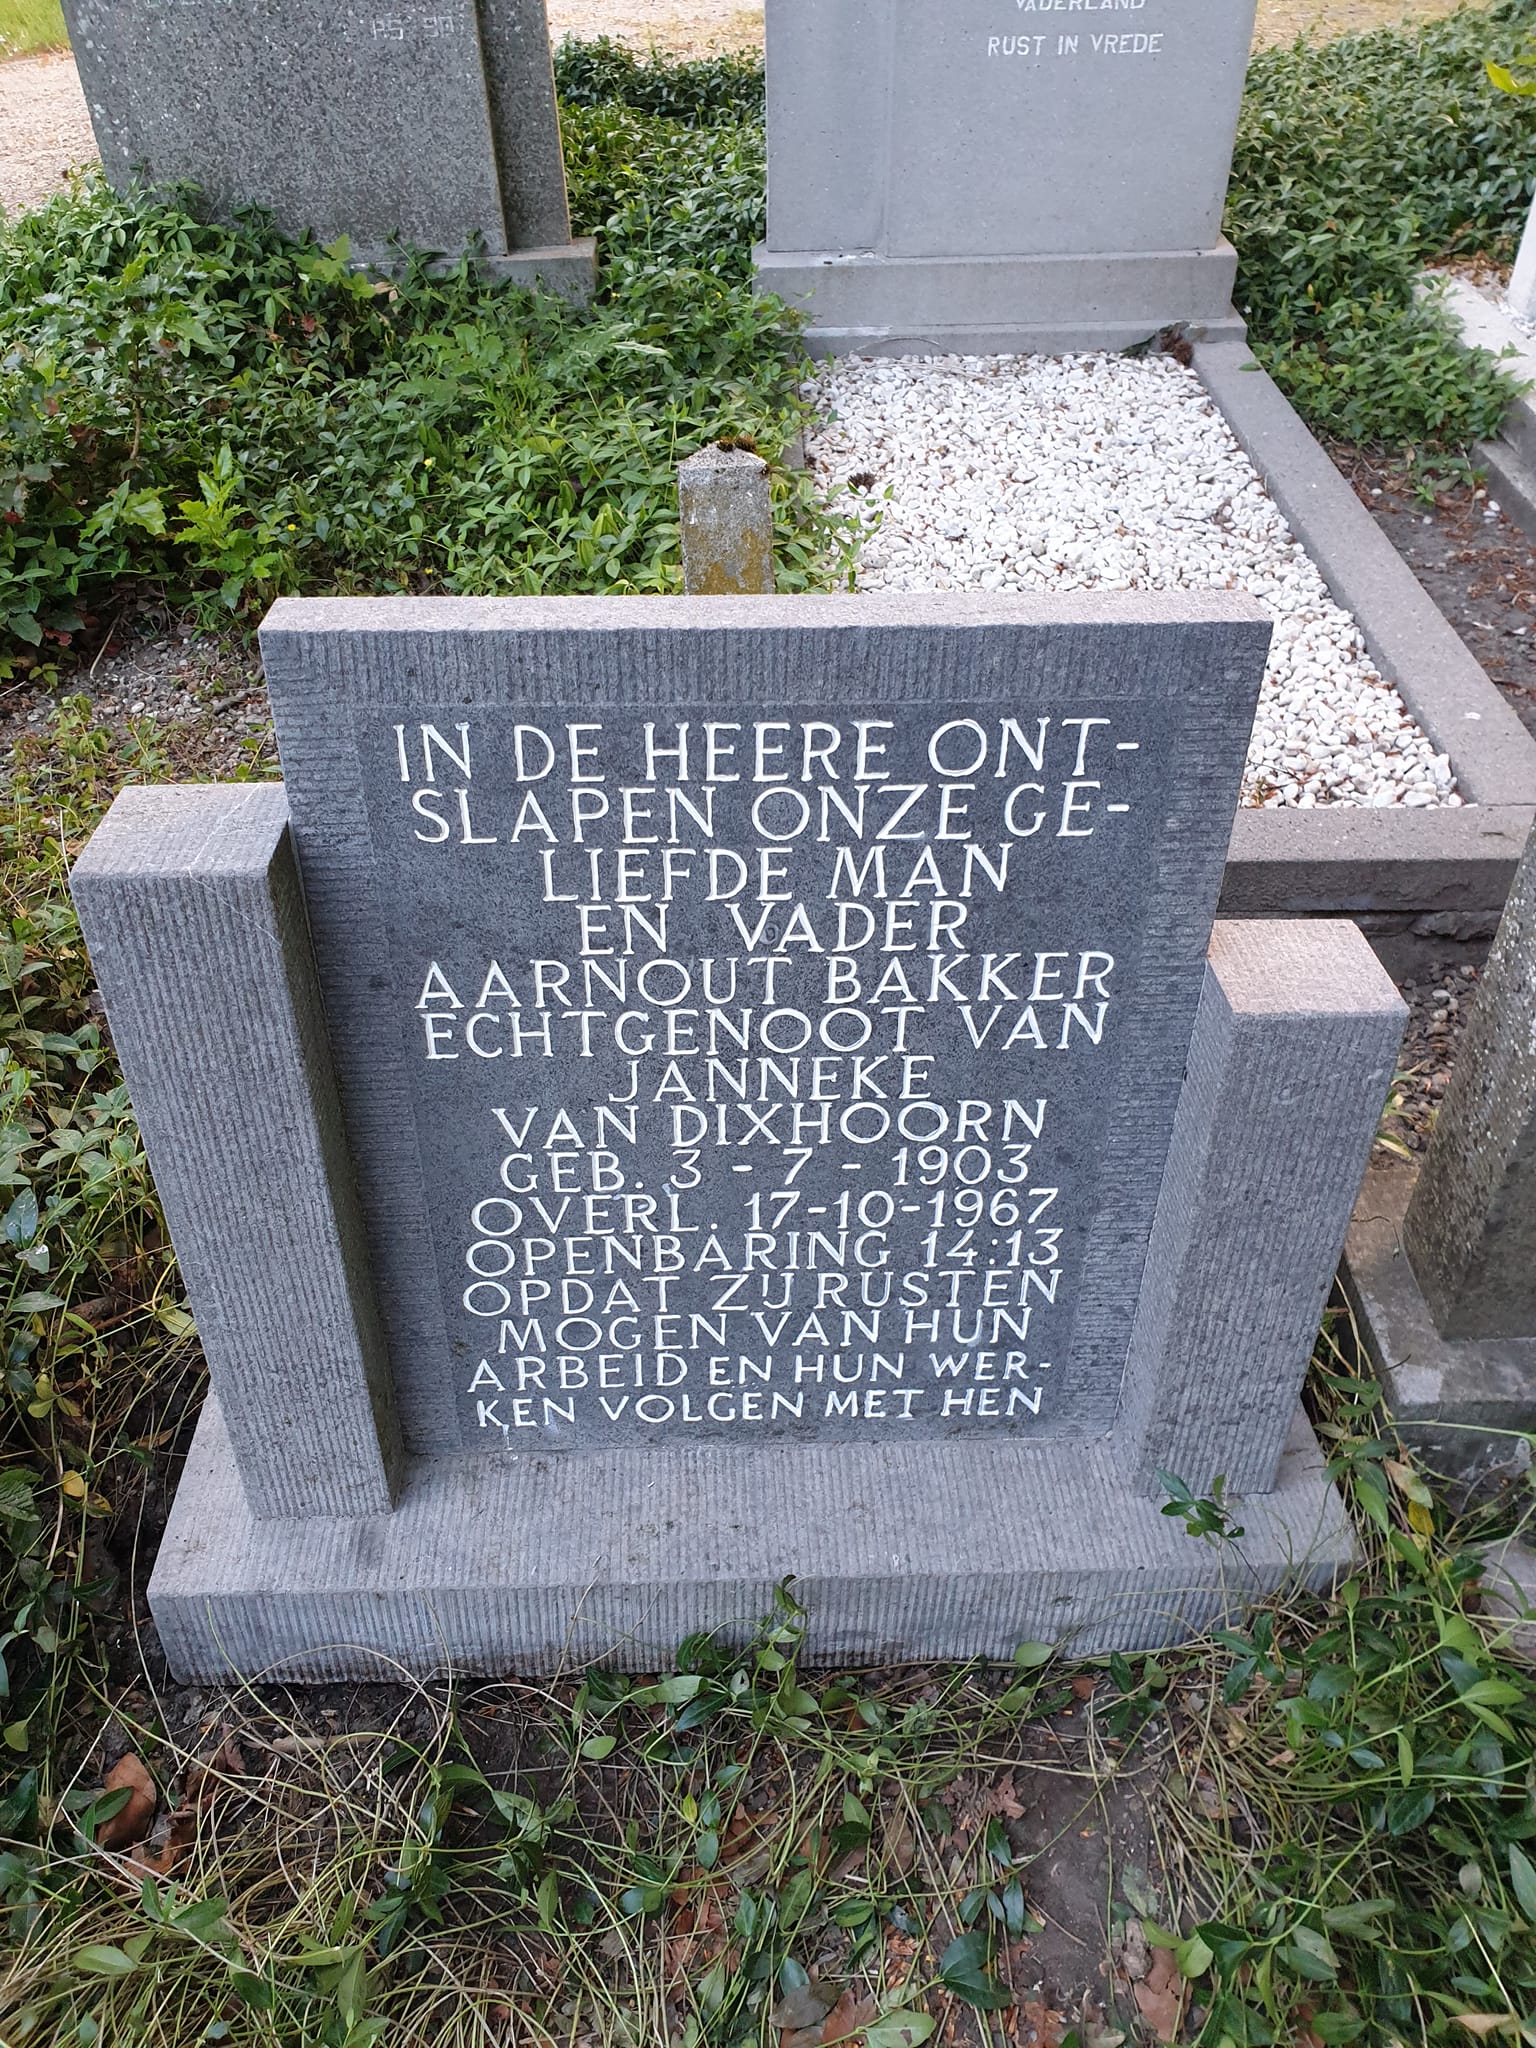 PS 90
VADERLAND
RUST IN VREDE
IN DE HEERE ONT-
SLAPEN ONZE GE-
LIEFDE MAN
EN VADER
AARNOUT BAKKER
ECHTGENOOT VAN
JANNEKE
VAN DIXHOORN
GEB. 3 - 7 - 1903
OVERL. 17-10-1967
OPENBARING 14:13
OPDAT ZIJ RUSTEN
MOGEN VAN HUN
ARBEID EN HUN WER-
KEN VOLGEN MET HEN